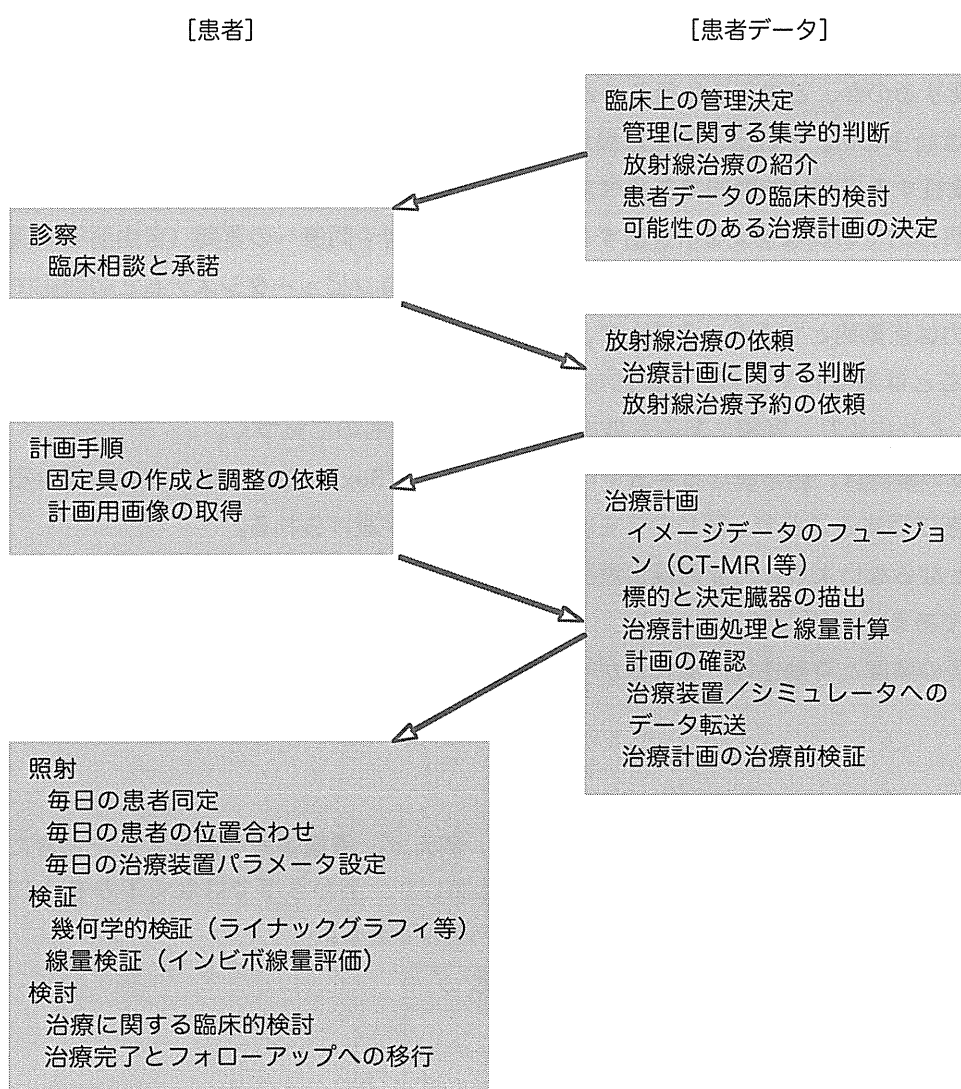 ［患者］
［患者データ］
臨床上の管理決定
管理に関する集学的判断
放射線治療の紹介
患者データの臨床的検討
可能性のある治療計画の決定
診察
臨床相談と承諾
放射線治療の依頼
治療計画に関する判断
放射線治療予約の依頼
計画手順
固定具の作成と調整の依頼
計画用画像の取得
治療計画
イメージデータのフュージョ
ン（CT-MRI等）
標的と決定臓器の描出
治療計画処理と線量計算
計画の確認
治療装置／シミュレータへの
データ転送
治療計画の治療前検証
照射
毎日の患者同定
毎日の患者の位置合わせ
毎日の治療装置パラメータ設定
検証
幾何学的検証（ライナックグラフィ等）
線量検証（インビボ線量評価）
検討
治療に関する臨床的検討
治療完了とフォローアップへの移行